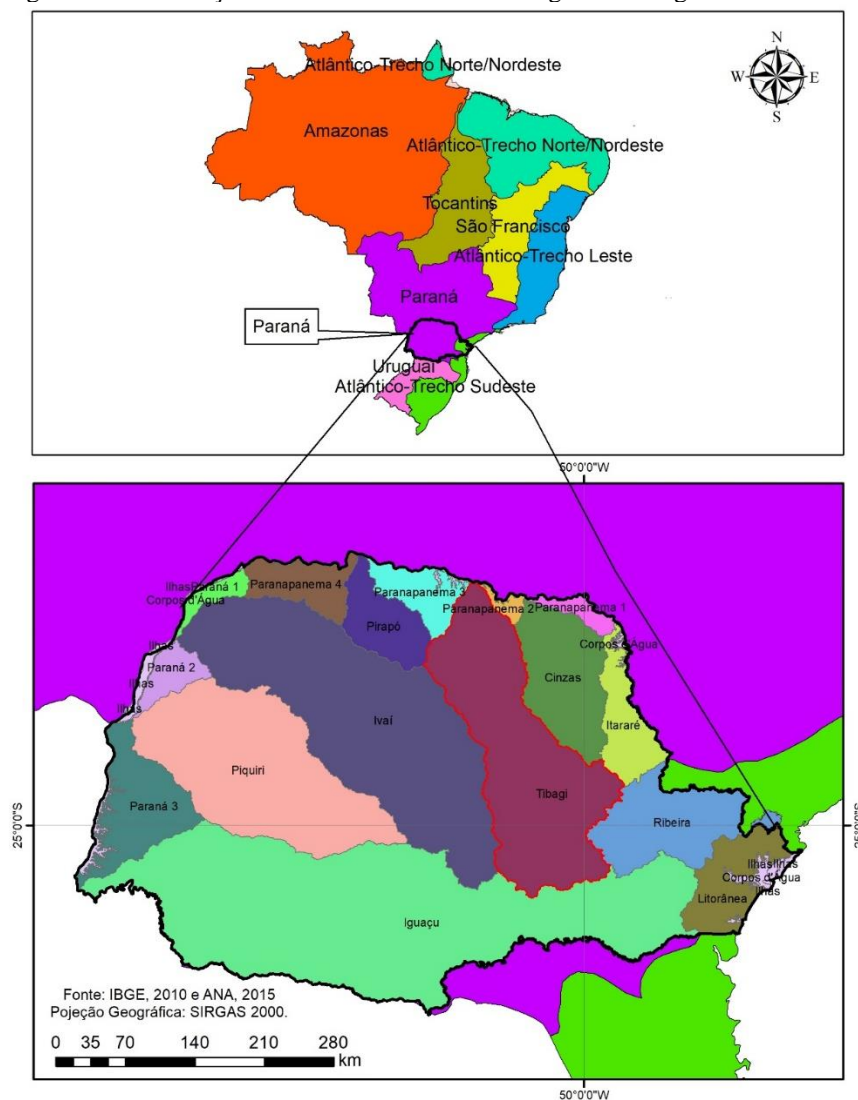 N
W E
S
Atlântico-Trecho Norte/Nordeste
Amazonas
Atlântico-Trecho Norte/Nordeste
Tocantins
São Francisco
Atlântico-Trecho Leste
Paraná
Paraná
Uruguai
Atlântico-Trecho Sudeste
50°0'0"W
Ilhas
Paraná 1
Corpos d'Água
Paranapanema 4
Paranapanema 3
Paranapanema 2
Paranapanema 1
Pirapó
Corpos d'Água
Ilhas
Paraná 2
Ilhas
Ilhas
Cinzas
Itararé
Ivaí
Piquiri
Tibagi
Paraná 3
Ribeira
25°0'0"S
25°0'0"S
Ilhas
Ilhas
Corpos d'Água
Ilhas
Litorânea
Iguaçu
Fonte: IBGE, 2010 e ANA, 2015
Pojeção Geográfica: SIRGAS 2000.
0 35 70 140 210 280
km
50°0'0"W